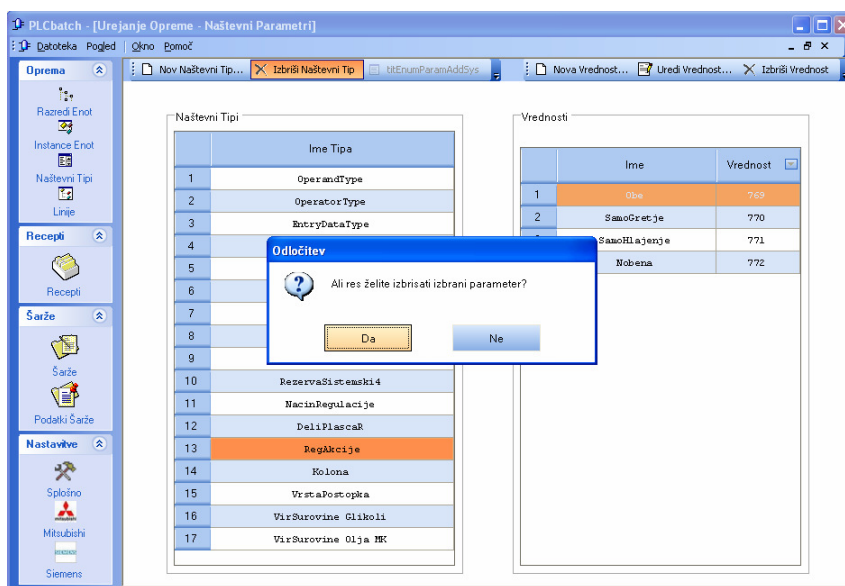 PLCbatch - [Urejanje Opreme - Naštevni Parametri]
Datoteka Pogled Okno Pomoč
Oprema
Razredi Enot
Instance Enot
Naštevni Tipi
Linije
Recepti
Recepti
Šarže
Šarže
Podatki Šarže
Nastavitve
Splošno
Mitsubishi
SIEMENS
Siemens
Nov Naštevni Tip... Izbriši Naštevni Tip titEnumParamAddSys
Nova Vrednost... Uredi Vrednost... Izbriši Vrednost
Naštevni Tipi
Ime Tipa
1 OperandType
2 OperatorType
3 EntryDataType
4
5
6
7
8
9
10 RezervaSistemski4
11 NacinRegulacije
12 DeliPlascaR
13 RegAkcije
14 Kolona
15 VrstaPostopka
16 VirSurovine Glikoli
17 VirSurovine Olja MK
Vrednosti
Ime Vrednost
1 Obe 769
2 SamoGretje 770
SamoHlajenje 771
Nobena 772
Odločitev
Ali res želite izbrisati izbrani parameter?
Da Ne